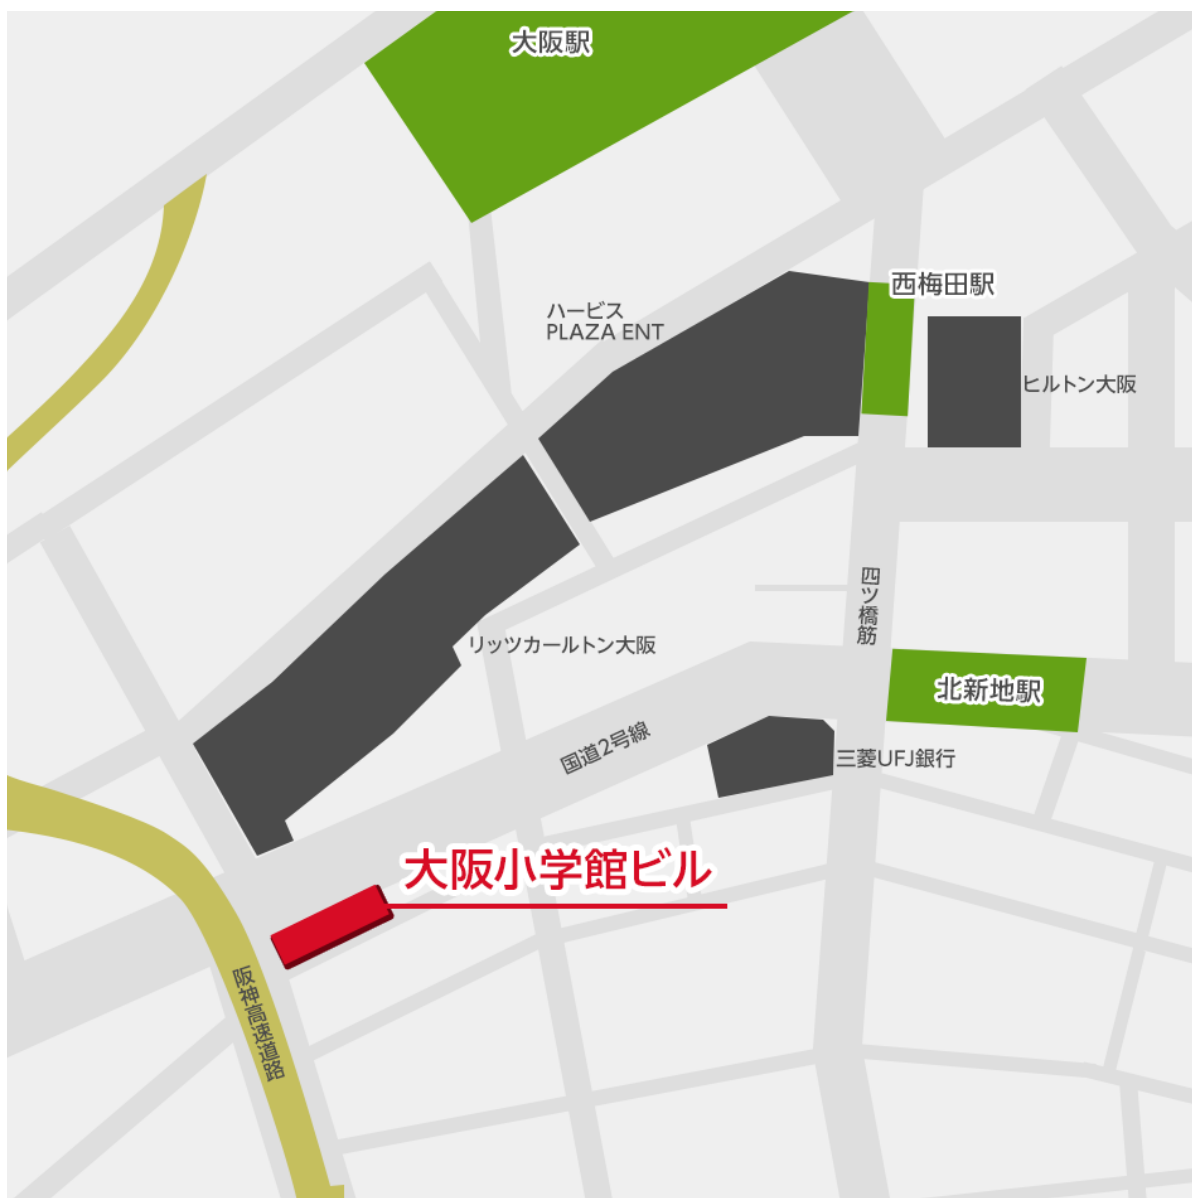 大阪駅
西梅田駅
ハービス
PLAZA ENT
ヒルトン大阪
四ツ橋筋
リッツカールトン大阪
北新地駅
国道2号線
三菱UFJ銀行
大阪小学館ビル
阪神高速道路